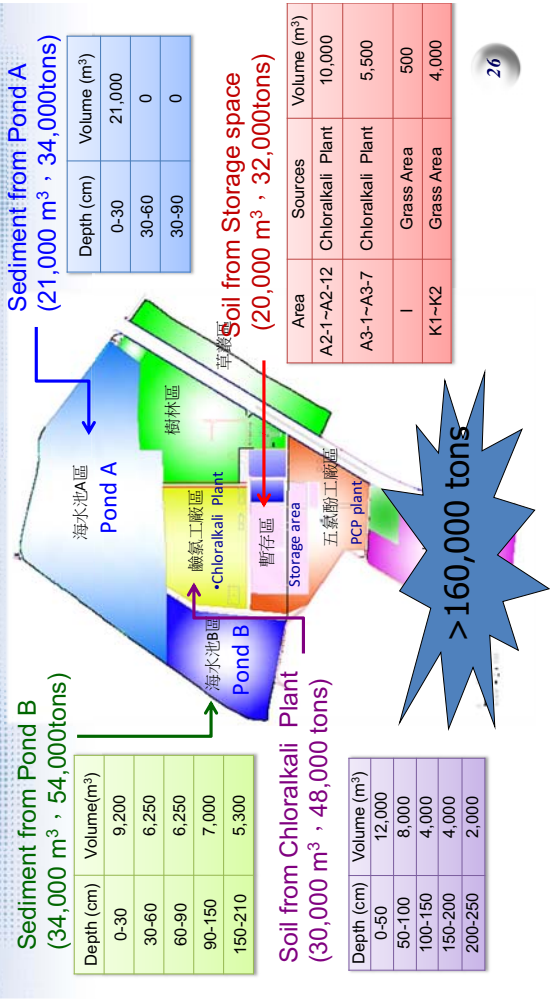 Sediment from Pond B
(34,000 m³，54,000tons)
Depth (cm) Volume(m³)
0-30 9,200
30-60 6,250
60-90 6,250
90-150 7,000
150-210 5,300
Sediment from Pond A
(21,000 m³，34,000tons)
Depth (cm) Volume (m³)
0-30 21,000
30-60 0
30-90 0
海水池A區
Pond A
樹林區
草叢區
海水池B區
Pond B
鹼氯工廠區
•Chloralkali Plant
暫存區
Storage area
五氯酚工廠區
PCP plant
Soil from Chloralkali Plant
(30,000 m³，48,000 tons)
Depth (cm) Volume (m³)
0-50 12,000
50-100 8,000
100-150 4,000
150-200 4,000
200-250 2,000
>160,000 tons
Soil from Storage space
(20,000 m³，32,000tons)
Area Sources Volume (m³)
A2-1~A2-12 Chloralkali Plant 10,000
A3-1~A3-7 Chloralkali Plant 5,500
I Grass Area 500
K1~K2 Grass Area 4,000
26